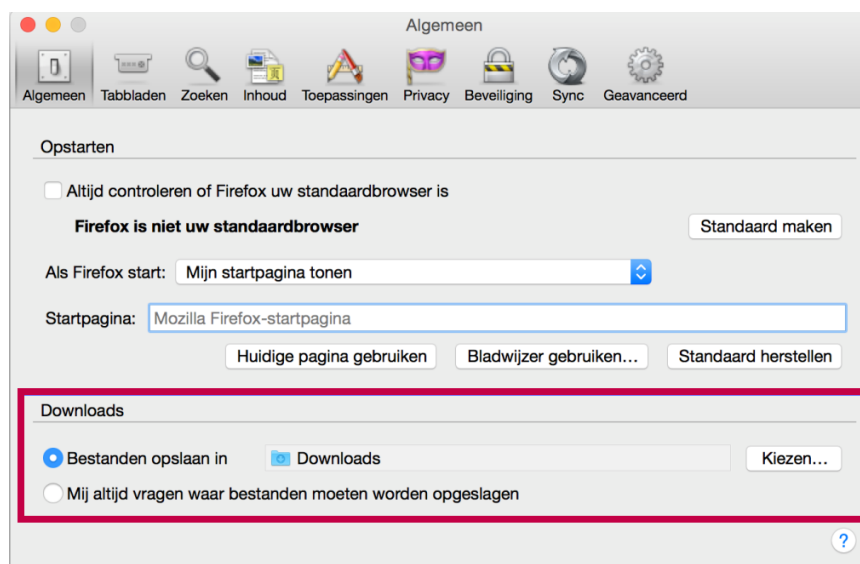 Algemeen
Algemeen Tabbladen Zoeken Inhoud Toepassingen Privacy Beveiliging Sync Geavanceerd
Opstarten
Altijd controleren of Firefox uw standaardbrowser is
Firefox is niet uw standaardbrowser Standaard maken
Als Firefox start: Mijn startpagina tonen
Startpagina: Mozilla Firefox-startpagina
Huidige pagina gebruiken Bladwijzer gebruiken... Standaard herstellen
Downloads
Bestanden opslaan in Downloads Kiezen...
Mij altijd vragen waar bestanden moeten worden opgeslagen
?